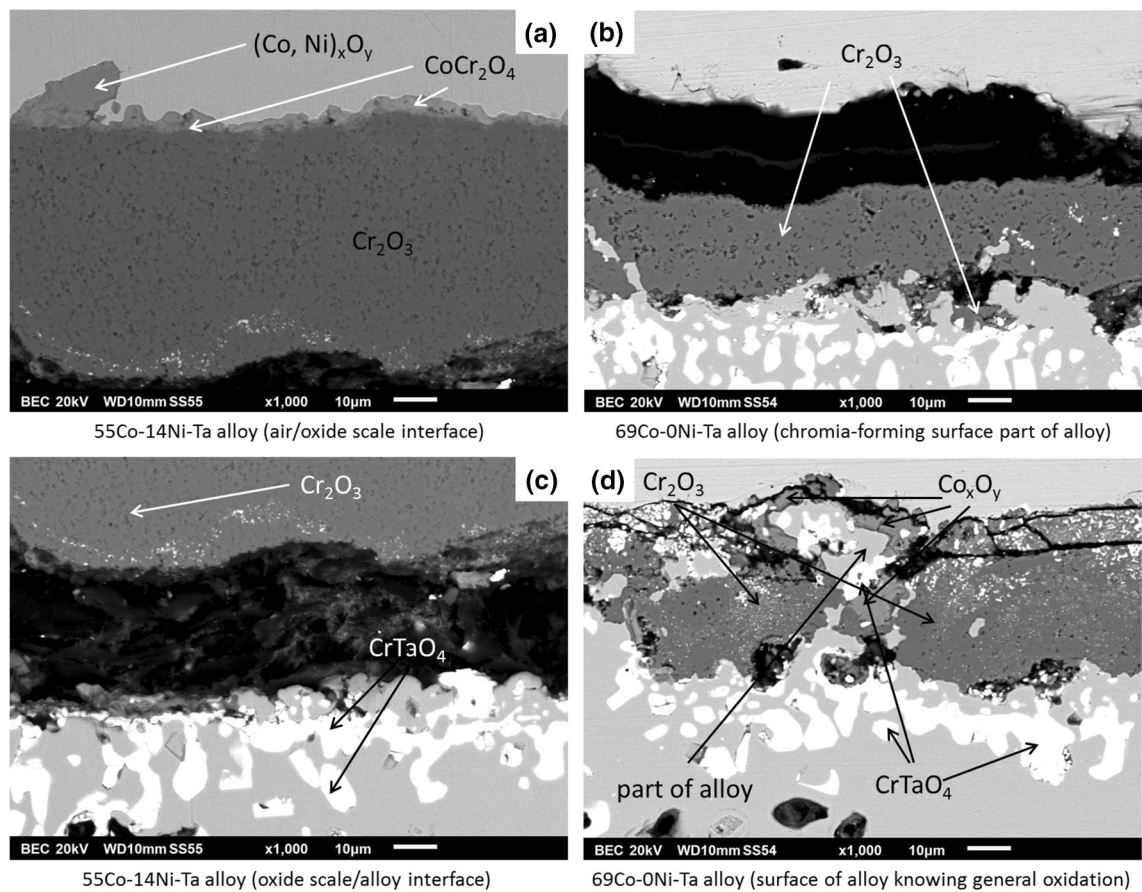 (a)
(Co, Ni)ₓOᵧ
CoCr₂O₄
Cr₂O₃
BEC 20kV WD10mm SS55 x1,000 10µm
55Co-14Ni-Ta alloy (air/oxide scale interface)
(b)
Cr₂O₃
BEC 20kV WD10mm SS54 x1,000 10µm
69Co-0Ni-Ta alloy (chromia-forming surface part of alloy)
(c)
Cr₂O₃
CrTaO₄
BEC 20kV WD10mm SS55 x1,000 10µm
55Co-14Ni-Ta alloy (oxide scale/alloy interface)
(d)
Cr₂O₃
CoₓOᵧ
part of alloy
CrTaO₄
BEC 20kV WD10mm SS54 x1,000 10µm
69Co-0Ni-Ta alloy (surface of alloy knowing general oxidation)